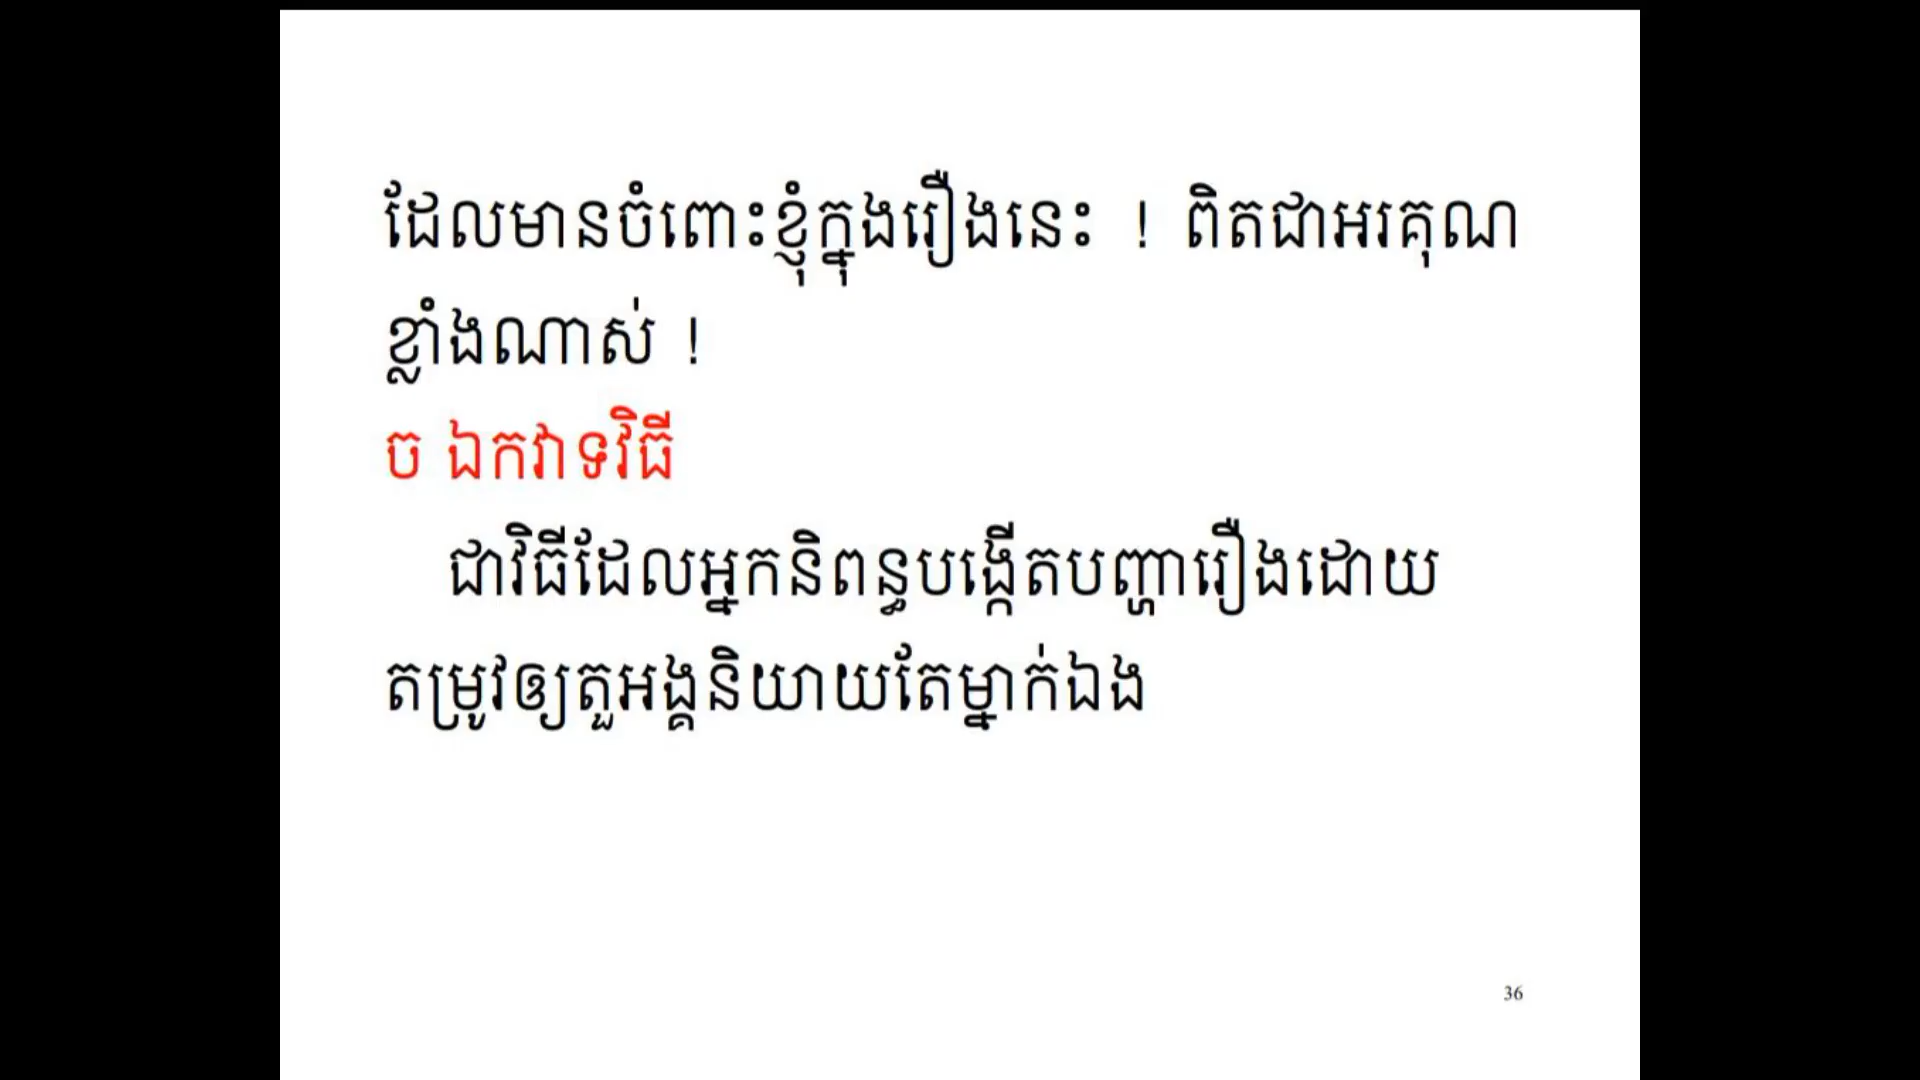 ដែលមានចំពោះខ្ញុំក្នុងរឿងនេះ ! ពិតជាអរគុណ
ខ្លាំងណាស់ !
ច ឯកវាទវិធី
ជាវិធីដែលអ្នកនិពន្ធបង្កើតបញ្ហារឿងដោយ
តម្រូវឲ្យតួអង្គនិយាយតែម្នាក់ឯង
36